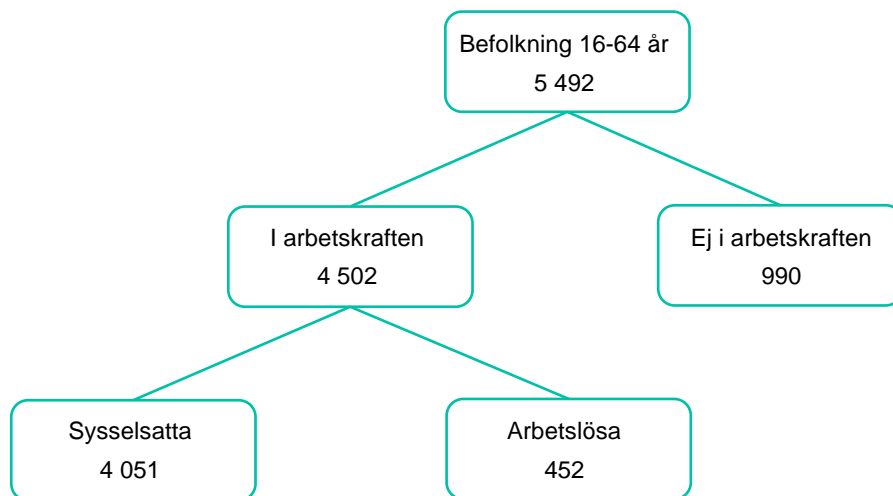 Befolkning 16-64 år
5 492
I arbetskraften
4 502
Ej i arbetskraften
990
Sysselsatta
4 051
Arbetslösa
452